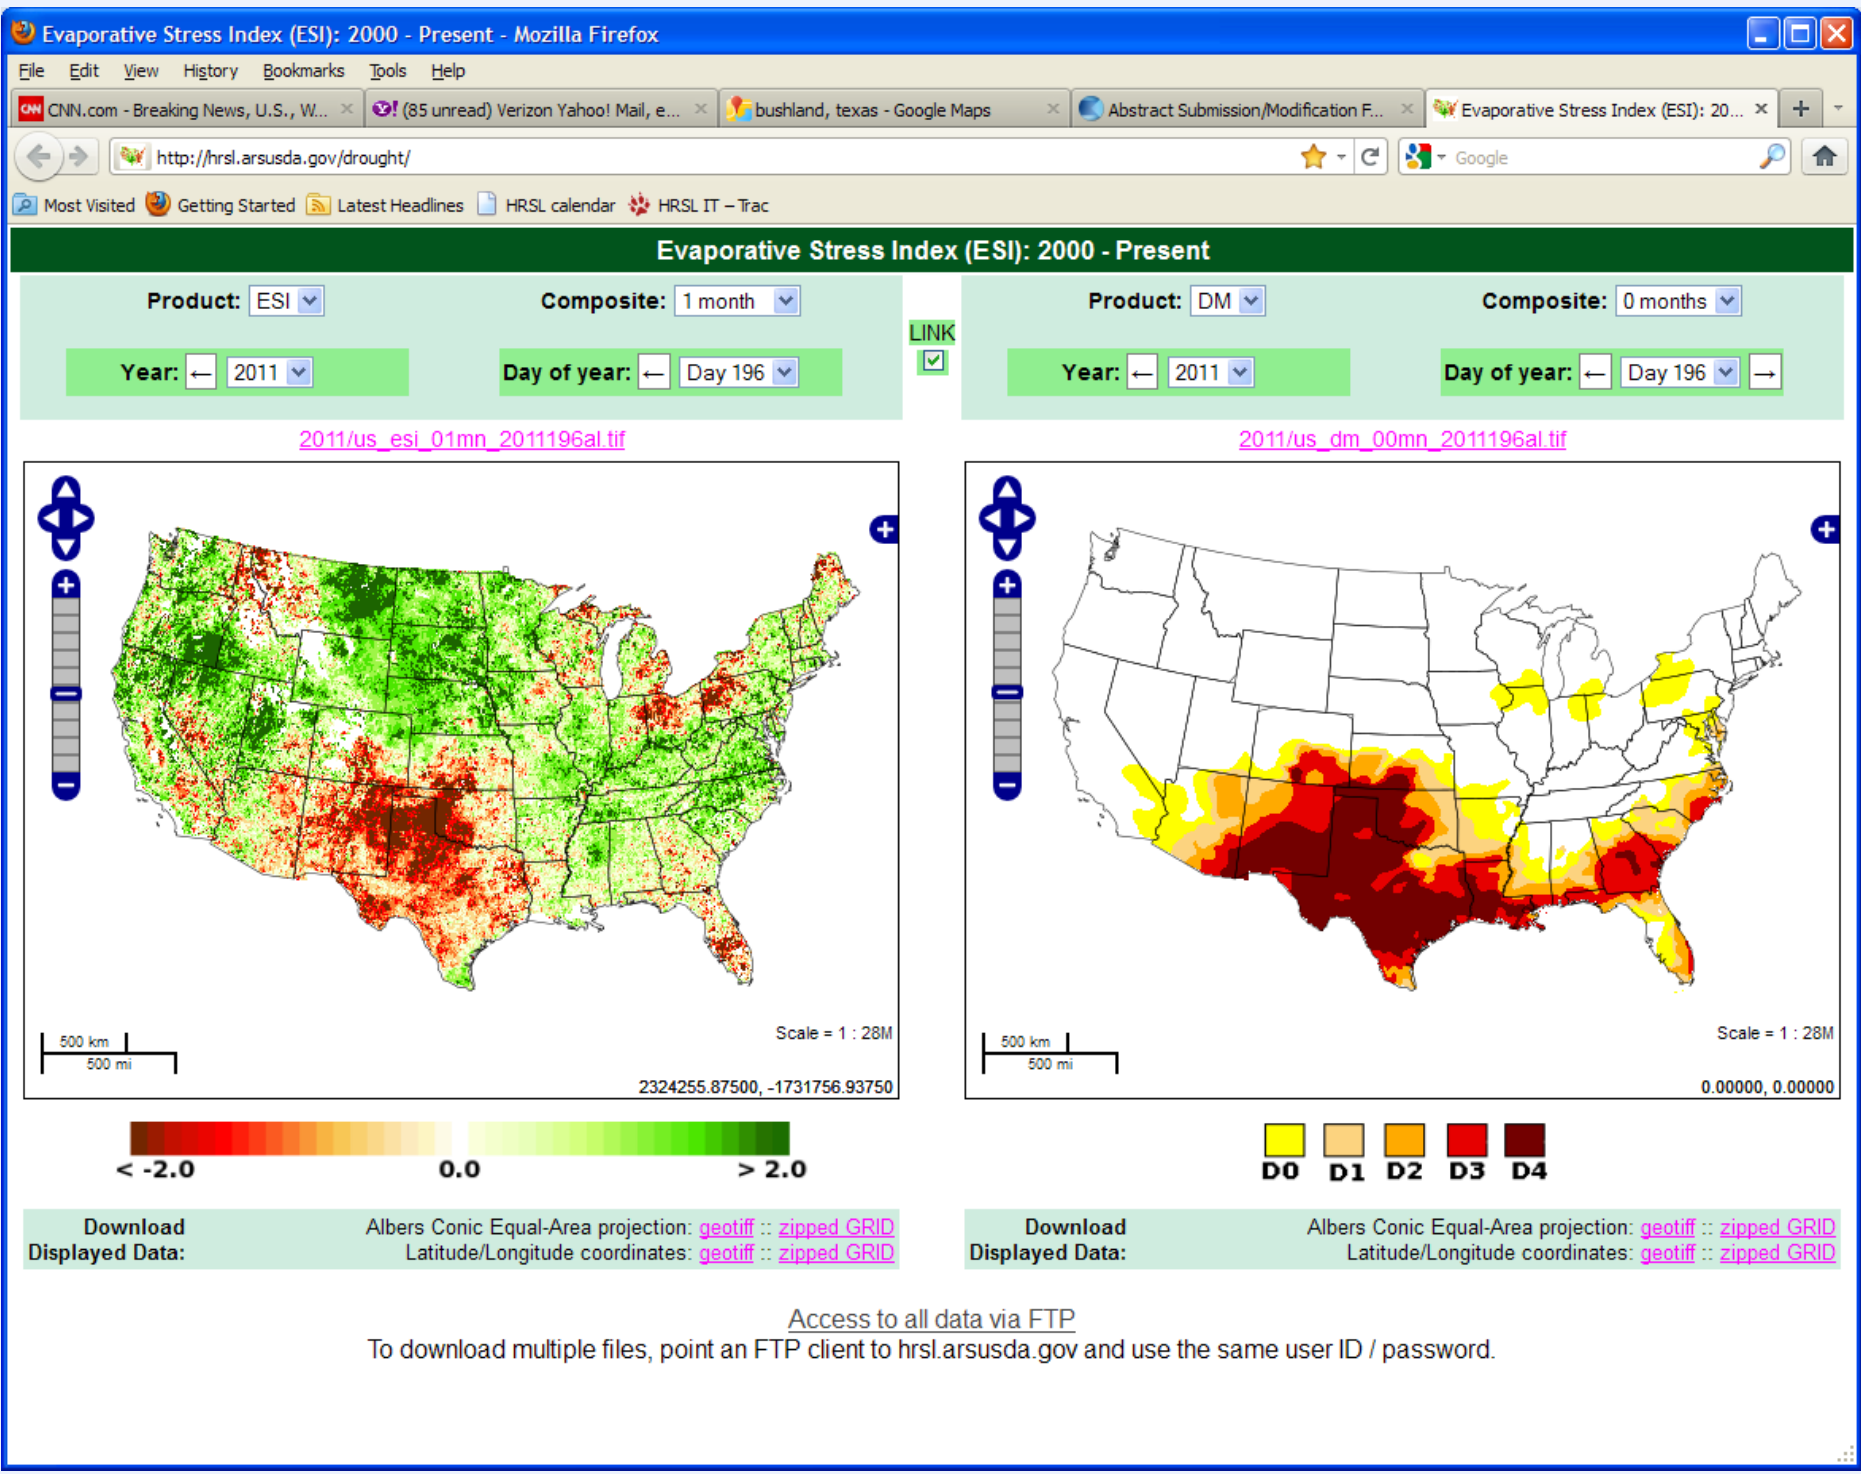 Evaporative Stress Index (ESI): 2000 - Present - Mozilla Firefox
File Edit View History Bookmarks Tools Help
CNN CNN.com - Breaking News, U.S., W... (85 unread) Verizon Yahoo! Mail, e... bushland, texas - Google Maps Abstract Submission/Modification F... Evaporative Stress Index (ESI): 20...
http://hrsl.arsusda.gov/drought/ Google
Most Visited Getting Started Latest Headlines HRSL calendar HRSL IT – Trac
Evaporative Stress Index (ESI): 2000 - Present
Product: ESI Composite: 1 month
LINK
Year: ← 2011 Day of year: ← Day 196
Product: DM Composite: 0 months
Year: ← 2011 Day of year: ← Day 196 →
2011/us_esi_01mn_2011196al.tif
2011/us_dm_00mn_2011196al.tif
500 km
500 mi
Scale = 1 : 28M
2324255.87500, -1731756.93750
500 km
500 mi
Scale = 1 : 28M
0.00000, 0.00000
< -2.0 0.0 > 2.0
D0 D1 D2 D3 D4
Download Displayed Data:
Albers Conic Equal-Area projection: geotiff :: zipped GRID
Latitude/Longitude coordinates: geotiff :: zipped GRID
Download Displayed Data:
Albers Conic Equal-Area projection: geotiff :: zipped GRID
Latitude/Longitude coordinates: geotiff :: zipped GRID
Access to all data via FTP
To download multiple files, point an FTP client to hrsl.arsusda.gov and use the same user ID / password.